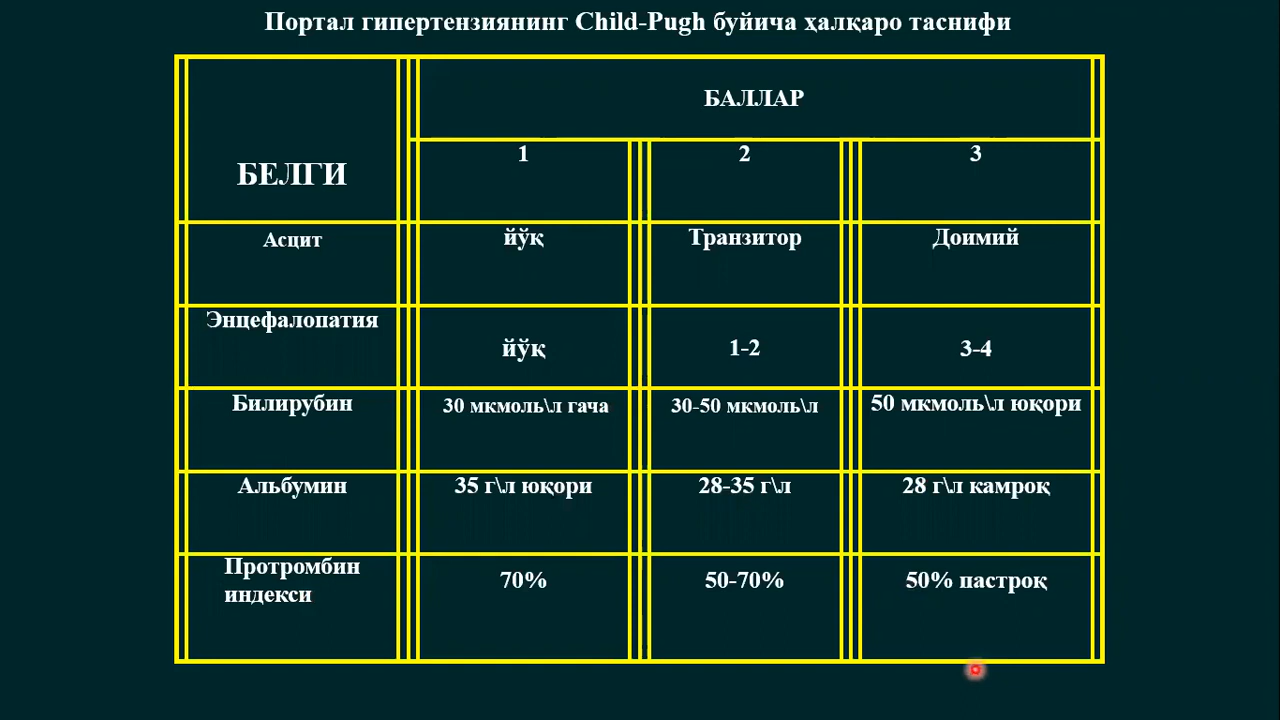 Портал гипертензиянинг Child-Pugh буйича ҳалқаро таснифи
БЕЛГИ
БАЛЛАР
1
2
3
Асцит
йўқ
Транзитор
Доимий
Энцефалопатия
йўқ
1-2
3-4
Билирубин
30 мкмоль\л гача
30-50 мкмоль\л
50 мкмоль\л юқори
Альбумин
35 г\л юқори
28-35 г\л
28 г\л камроқ
Протромбин
индекси
70%
50-70%
50% пастроқ